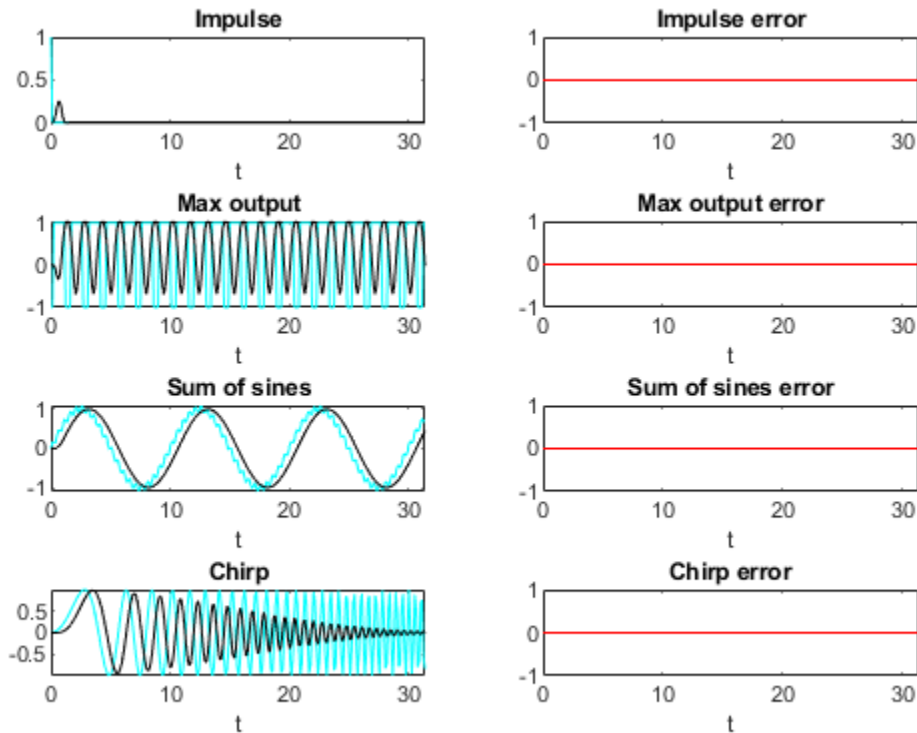 Impulse
1
0.5
0
0 10 20 30
t
Impulse error
1
0
-1
0 10 20 30
t
Max output
1
0
-1
0 10 20 30
t
Max output error
1
0
-1
0 10 20 30
t
Sum of sines
1
0
-1
0 10 20 30
t
Sum of sines error
1
0
-1
0 10 20 30
t
Chirp
0.5
0
-0.5
0 10 20 30
t
Chirp error
1
0
-1
0 10 20 30
t